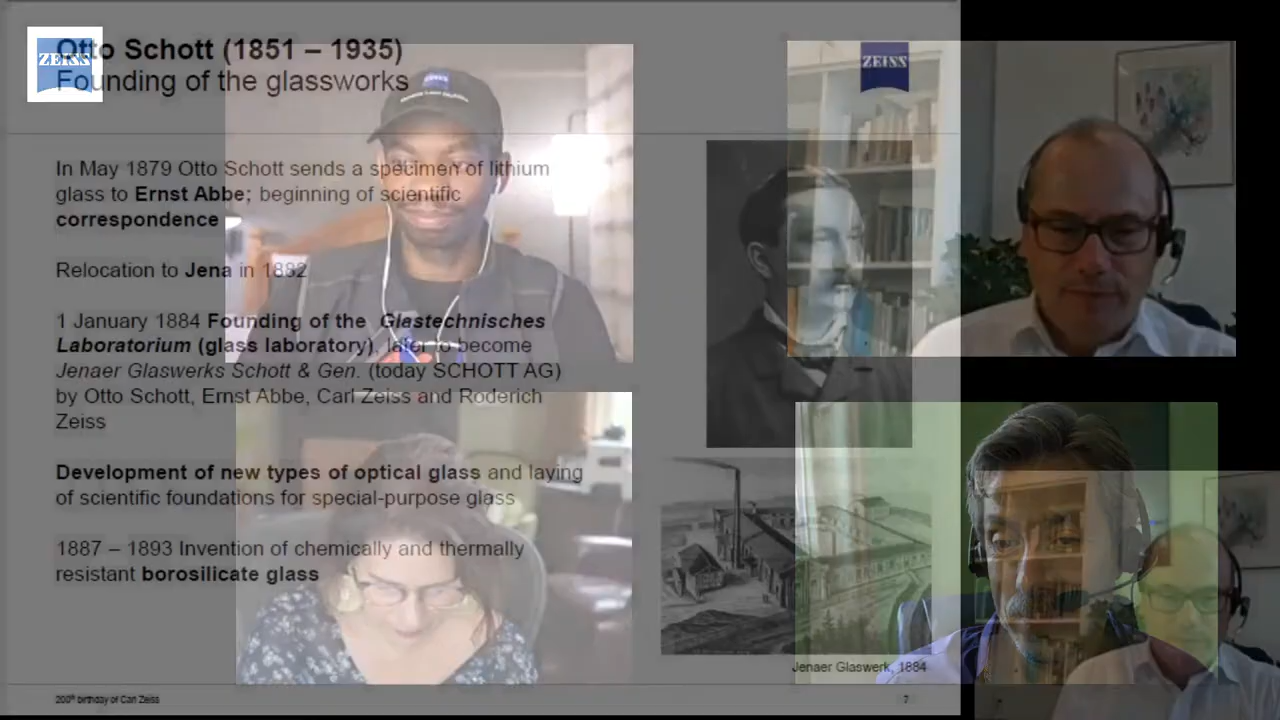 ZEISS
Otto Schott (1851 – 1935)
Founding of the glassworks
ZEISS
ZEISS
In May 1879 Otto Schott sends a specimen of lithium
glass to Ernst Abbe; beginning of scientific
correspondence
Relocation to Jena in 1882
1 January 1884 Founding of the Glastechnisches
Laboratorium (glass laboratory), later to become
Jenaer Glaswerks Schott & Gen. (today SCHOTT AG)
by Otto Schott, Ernst Abbe, Carl Zeiss and Roderich
Zeiss
Development of new types of optical glass and laying
of scientific foundations for special-purpose glass
1887 – 1893 Invention of chemically and thermally
resistant borosilicate glass
Jenaer Glaswerk, 1884
200th birthday of Carl Zeiss
7